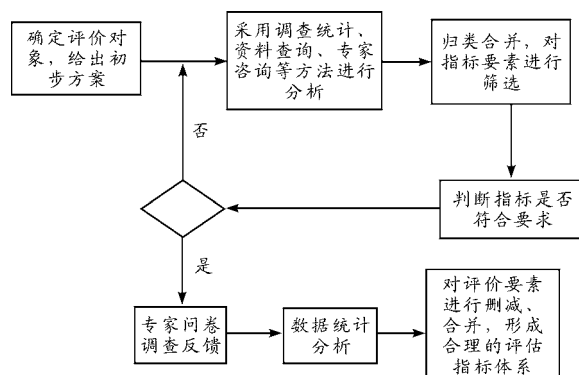 确定评价对
象，给出初
步方案
采用调查统计、
资料查询、专家
咨询等方法进行
分析
归类合并，对
指标要素进行
筛选
否
判断指标是否
符合要求
是
专家问卷
调查反馈
数据统计
分析
对评价要素
进行删减、
合并，形成
合理的评估
指标体系